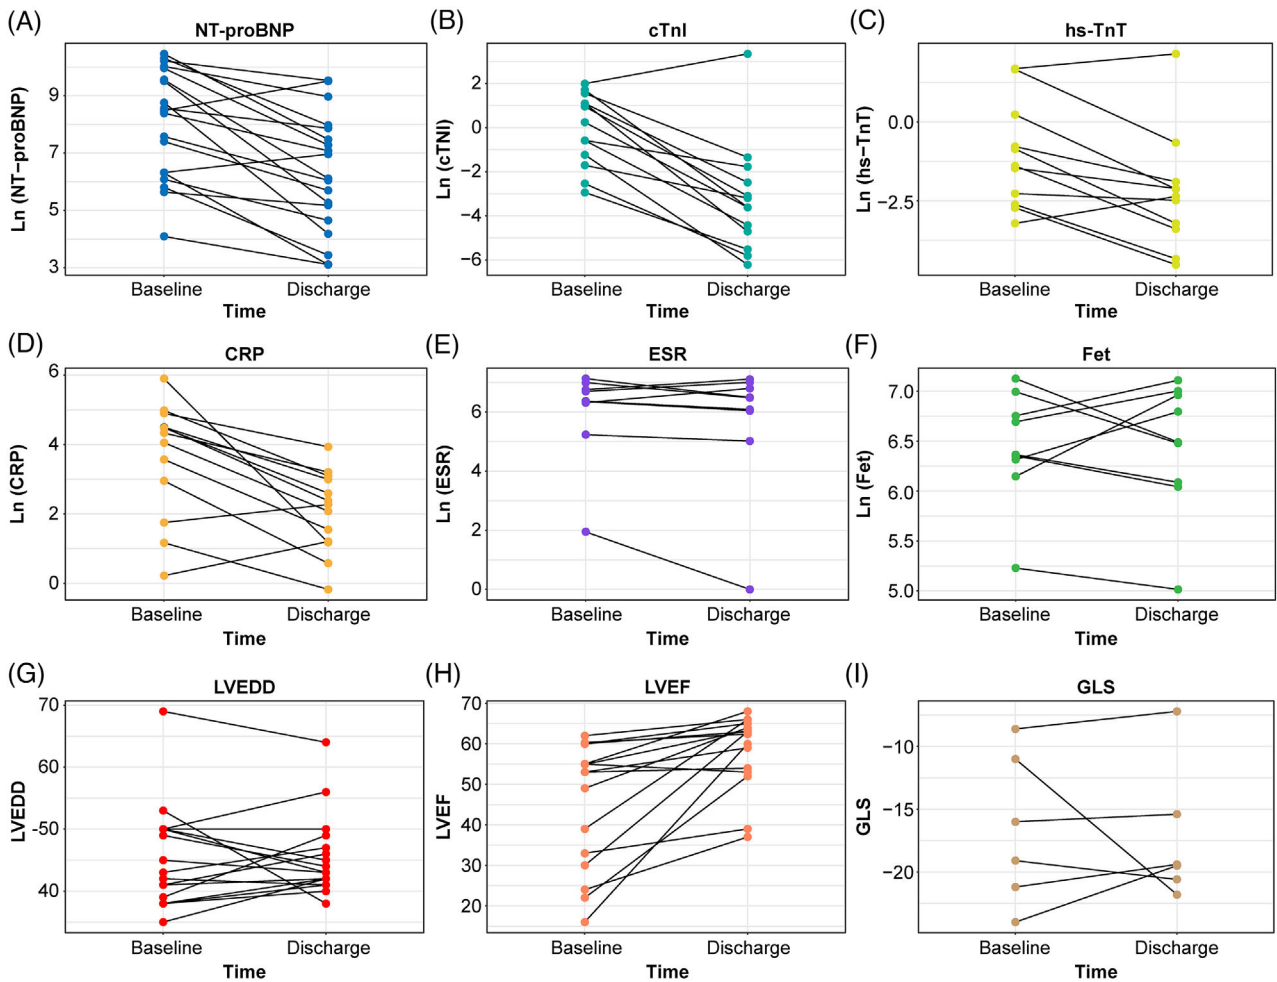 (A)
NT-proBNP
Ln (NT−proBNP)
9
7
5
3
Baseline Discharge
Time
(B)
cTnI
Ln (cTNI)
2
0
−2
−4
−6
Baseline Discharge
Time
(C)
hs-TnT
Ln (hs−TnT)
0.0
−2.5
Baseline Discharge
Time
(D)
CRP
Ln (CRP)
6
4
2
0
Baseline Discharge
Time
(E)
ESR
Ln (ESR)
6
4
2
0
Baseline Discharge
Time
(F)
Fet
Ln (Fet)
7.0
6.5
6.0
5.5
5.0
Baseline Discharge
Time
(G)
LVEDD
LVEDD
70
60
-50
40
Baseline Discharge
Time
(H)
LVEF
LVEF
70
60
50
40
30
20
Baseline Discharge
Time
(I)
GLS
GLS
−10
−15
−20
Baseline Discharge
Time